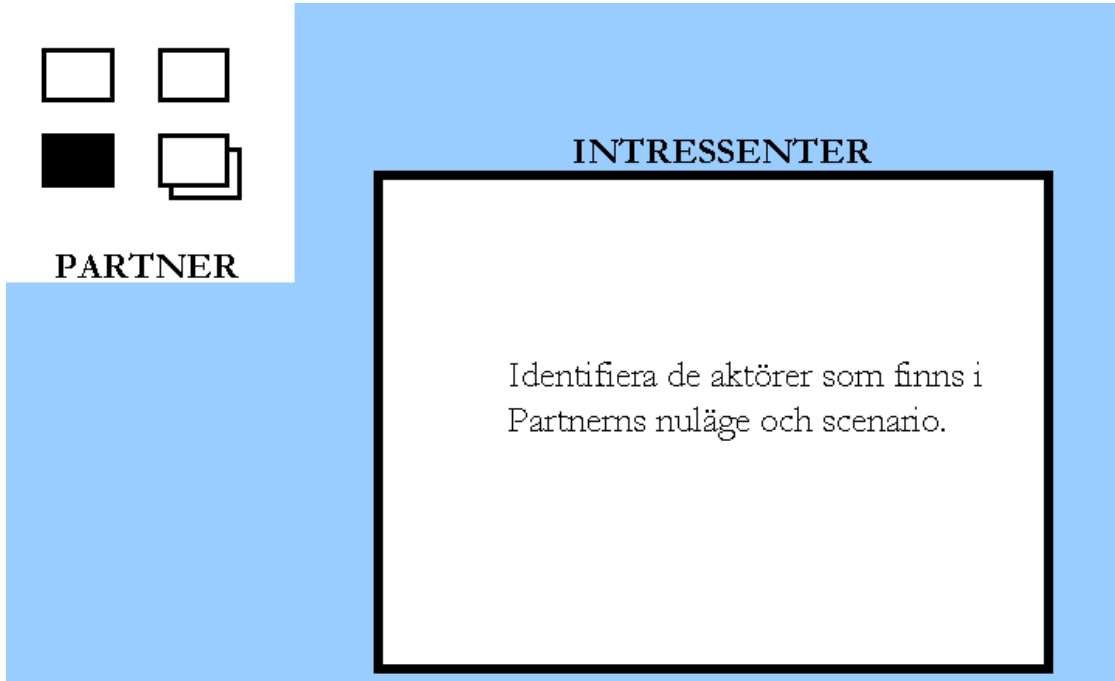 PARTNER
INTRESSENTER
Identifiera de aktörer som finns i
Partnerns nuläge och scenario.